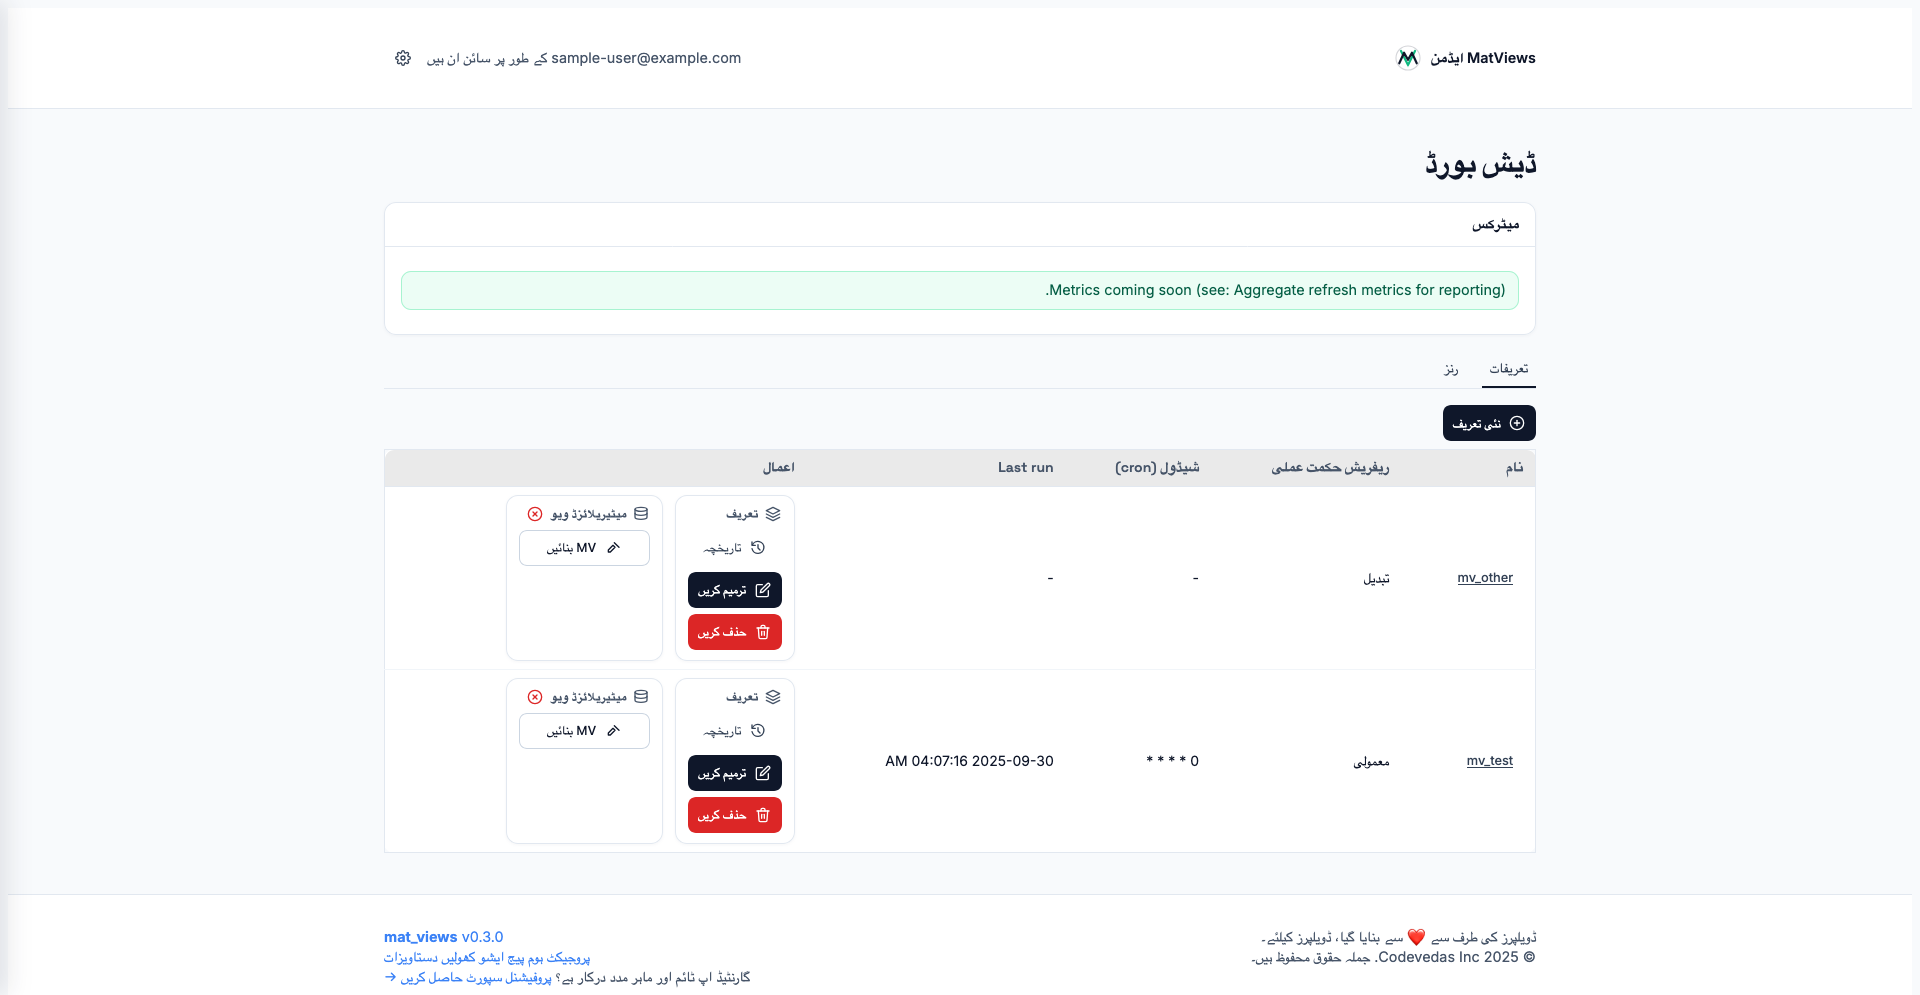 MatViews ایڈمن
sample-user@example.com کے طور پر سائن ان ہیں
ڈیش بورڈ
میٹرکس
Metrics coming soon (see: Aggregate refresh metrics for reporting).
تعریفات
رنز
نئی تعریف
نام
ریفریش حکمت عملی
شیڈول (cron)
Last run
اعمال
mv_other
تبدیل
-
-
تعریف
تاریخچہ
ترمیم کریں
حذف کریں
میٹیریلائزڈ ویو
MV بنائیں
mv_test
معمولی
0 * * * *
2025-09-30 04:07:16 AM
تعریف
تاریخچہ
ترمیم کریں
حذف کریں
میٹیریلائزڈ ویو
MV بنائیں
ڈویلپرز کی طرف سے ❤️ سے بنایا گیا، ڈویلپرز کیلئے۔
© 2025 Codevedas Inc. جملہ حقوق محفوظ ہیں۔
mat_views v0.3.0
پروجیکٹ ہوم پیج ایشو کھولیں دستاویزات
گارنٹیڈ اپ ٹائم اور ماہر مدد درکار ہے؟ پروفیشنل سپورٹ حاصل کریں →